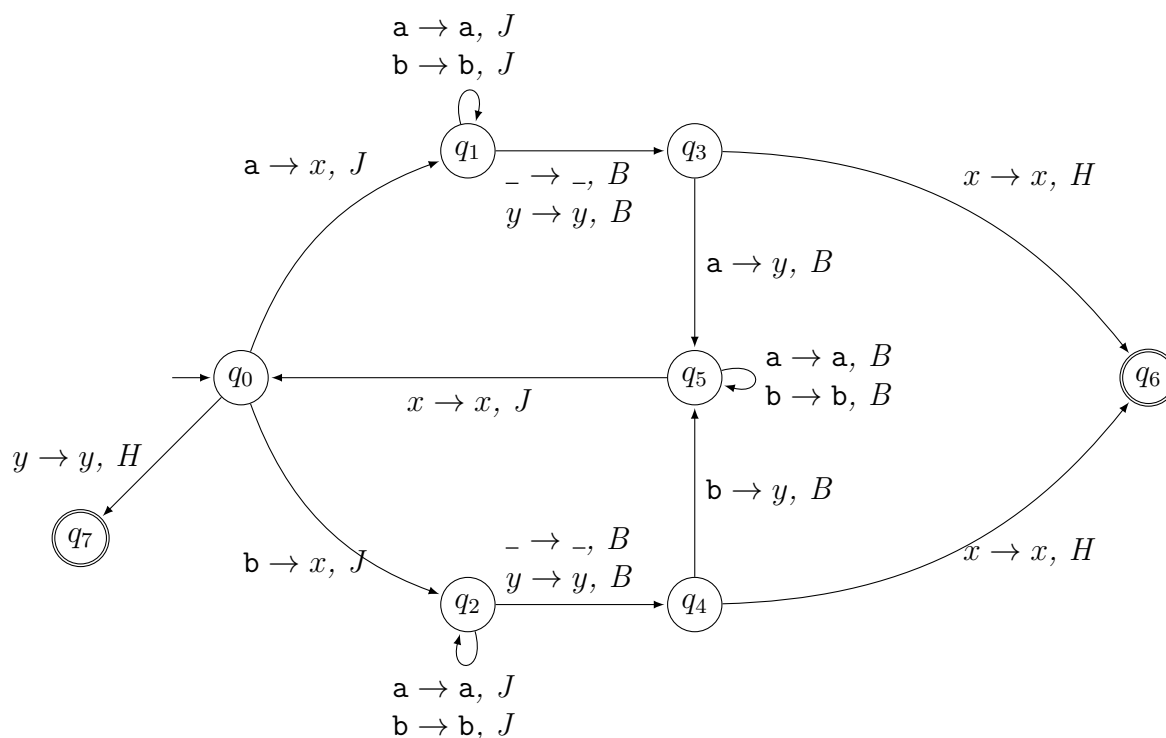 a → a, J
b → b, J
q₁
q₃
a → x, J
_ → _, B
y → y, B
x → x, H
a → y, B
q₀
q₅
a → a, B
b → b, B
q₆
x → x, J
y → y, H
b → y, B
q₇
b → x, J
_ → _, B
y → y, B
x → x, H
q₂
q₄
a → a, J
b → b, J